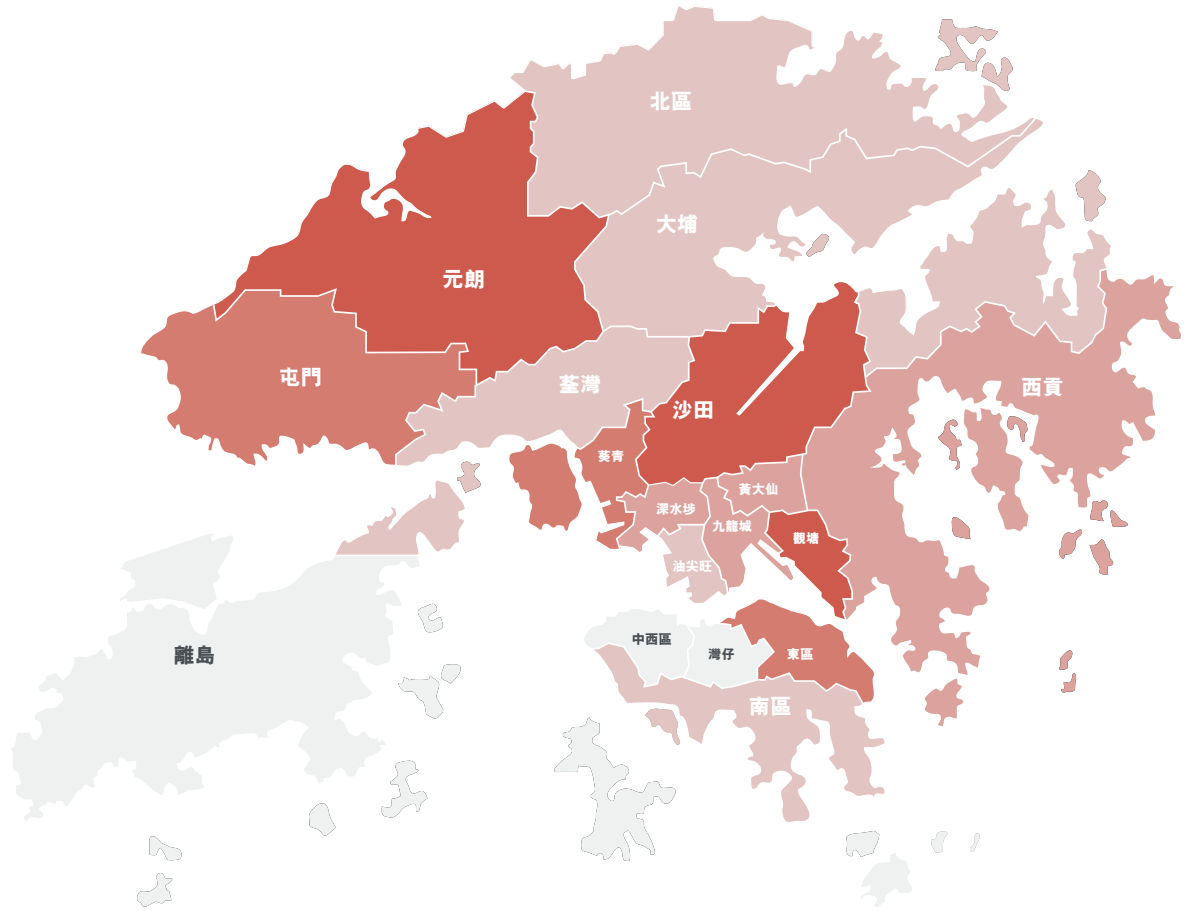 北區
大埔
元朗
屯門
荃灣
西貢
沙田
葵青
黃大仙
深水埗
九龍城
觀塘
油尖旺
中西區
灣仔
東區
離島
南區